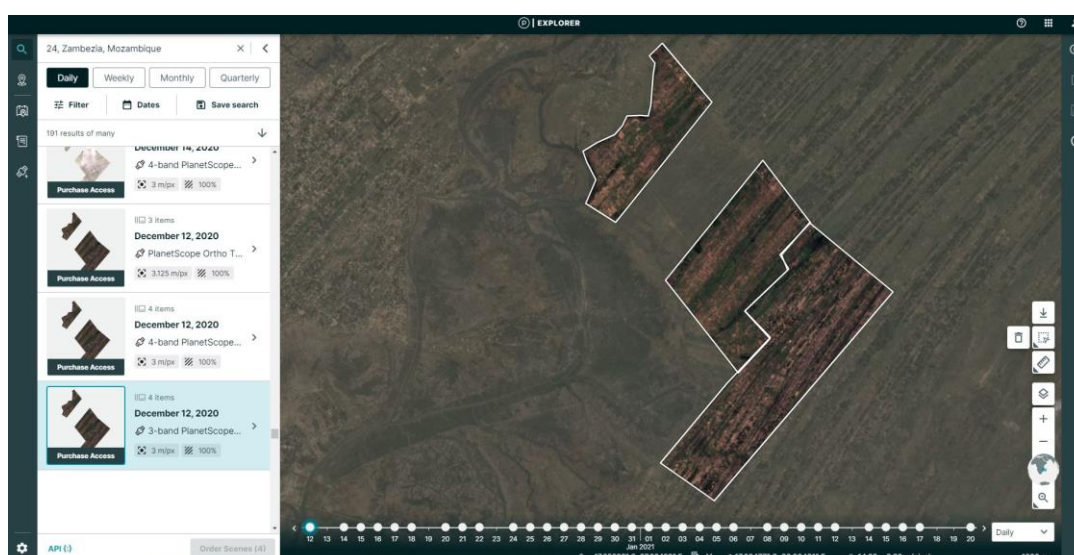 EXPLORER
24, Zambezia, Mozambique
Daily
Weekly
Monthly
Quarterly
Filter
Dates
Save search
191 results of many
December 14, 2020
4-band PlanetScope...
3 m/px 100%
Purchase Access
3 items
December 12, 2020
PlanetScope Ortho T...
3.125 m/px 100%
Purchase Access
4 items
December 12, 2020
4-band PlanetScope...
3 m/px 100%
Purchase Access
4 items
December 12, 2020
3-band PlanetScope...
3 m/px 100%
Purchase Access
API
Order Scenes (4)
12 13 14 15 16 17 18 19 20 21 22 23 24 25 26 27 28 29 30 31 01 02 03 04 05 06 07 08 09 10 11 12 13 14 15 16 17 18 19 20
Jan 2021
Daily